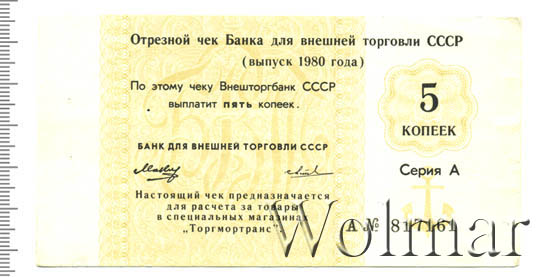 Отрезной чек Банка для внешней торговли СССР
(выпуск 1980 года)
По этому чеку Внешторгбанк СССР
выплатит пять копеек.
5
КОПЕЕК
БАНК ДЛЯ ВНЕШНЕЙ ТОРГОВЛИ СССР
Серия А
Настоящий чек предназначается
для расчета за товары
в специальных магазинах
"Торгмортранс".
А № 817161
Wolmar